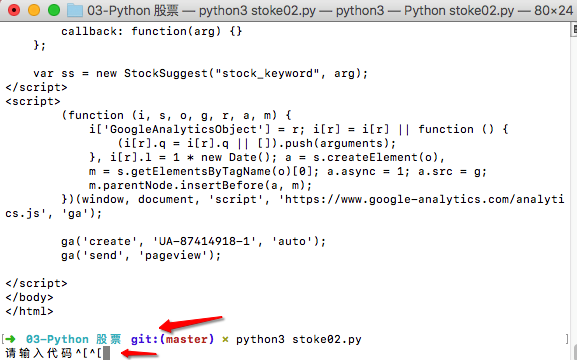 03-Python 股票 — python3 stoke02.py — python3 — Python stoke02.py — 80×24
callback: function(arg) {}
};
var ss = new StockSuggest("stock_keyword", arg);
</script>
<script>
(function (i, s, o, g, r, a, m) {
i['GoogleAnalyticsObject'] = r; i[r] = i[r] || function () {
(i[r].q = i[r].q || []).push(arguments);
}, i[r].l = 1 * new Date(); a = s.createElement(o),
m = s.getElementsByTagName(o)[0]; a.async = 1; a.src = g;
m.parentNode.insertBefore(a, m);
})(window, document, 'script', 'https://www.google-analytics.com/analyti
cs.js', 'ga');
ga('create', 'UA-87414918-1', 'auto');
ga('send', 'pageview');
</script>
</body>
</html>
[➜ 03-Python 股票 git:(master) × python3 stoke02.py ]
请输入代码^[^[